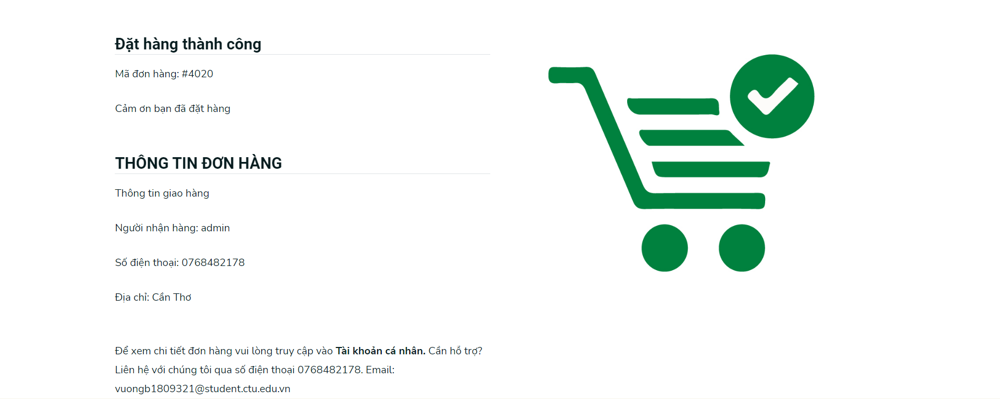 Đặt hàng thành công
Mã đơn hàng: #4020
Cảm ơn bạn đã đặt hàng
THÔNG TIN ĐƠN HÀNG
Thông tin giao hàng
Người nhận hàng: admin
Số điện thoại: 0768482178
Địa chỉ: Cần Thơ
Để xem chi tiết đơn hàng vui lòng truy cập vào Tài khoản cá nhân. Cần hỗ trợ?
Liên hệ với chúng tôi qua số điện thoại 0768482178. Email:
vuongb1809321@student.ctu.edu.vn